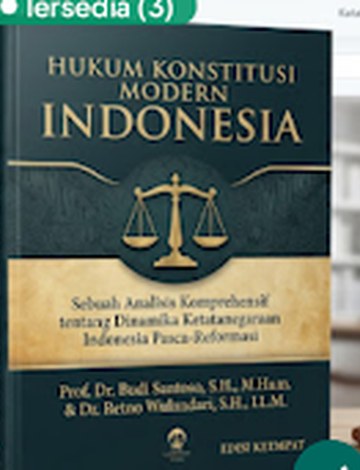 Tersedia (3)
HUKUM KONSTITUSI
MODERN
INDONESIA
Sebuah Analisis Komprehensif
tentang Dinamika Ketatanegaraan
Indonesia Pasca-Reformasi
Prof. Dr. Budi Santoso, S.H., M.Hum.
& Dr. Retno Wulandari, S.H., LL.M.
EDISI KEEMPAT